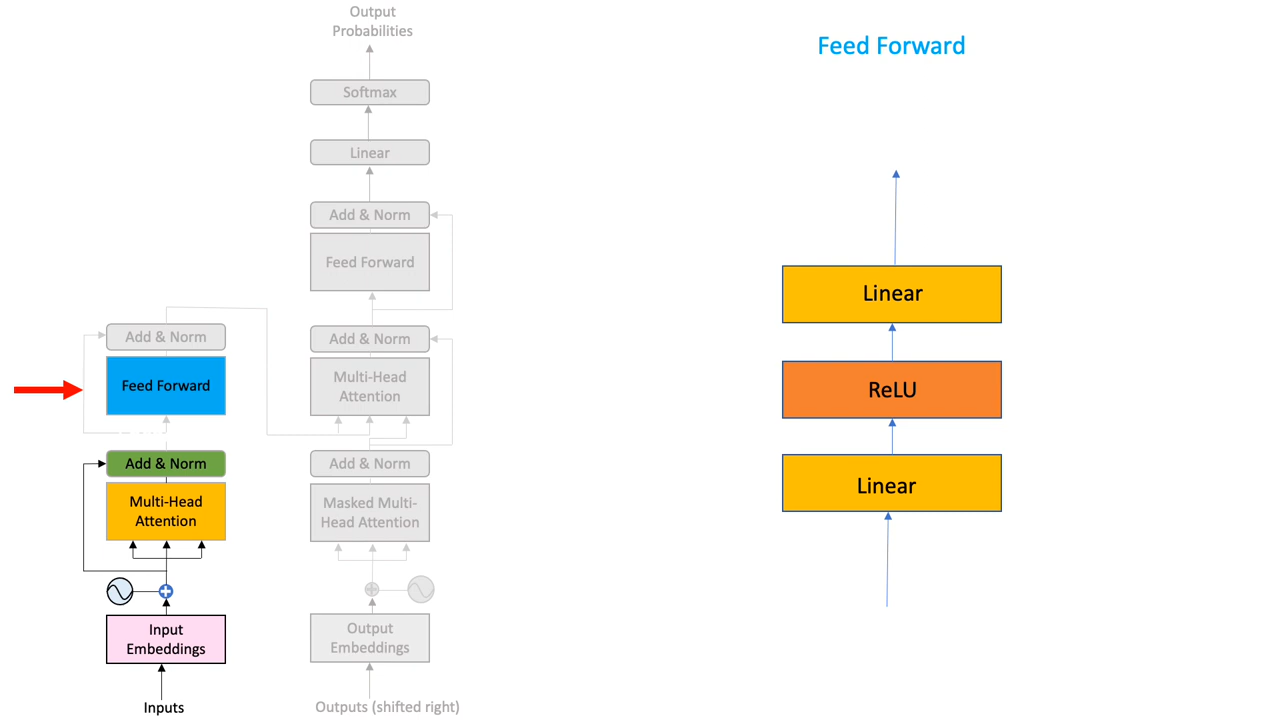 Output
Probabilities
Softmax
Linear
Add & Norm
Feed Forward
Add & Norm
Multi-Head
Attention
Add & Norm
Masked Multi-
Head Attention
Output
Embeddings
Outputs (shifted right)
Add & Norm
Feed Forward
Add & Norm
Multi-Head
Attention
Input
Embeddings
Inputs
Feed Forward
Linear
ReLU
Linear